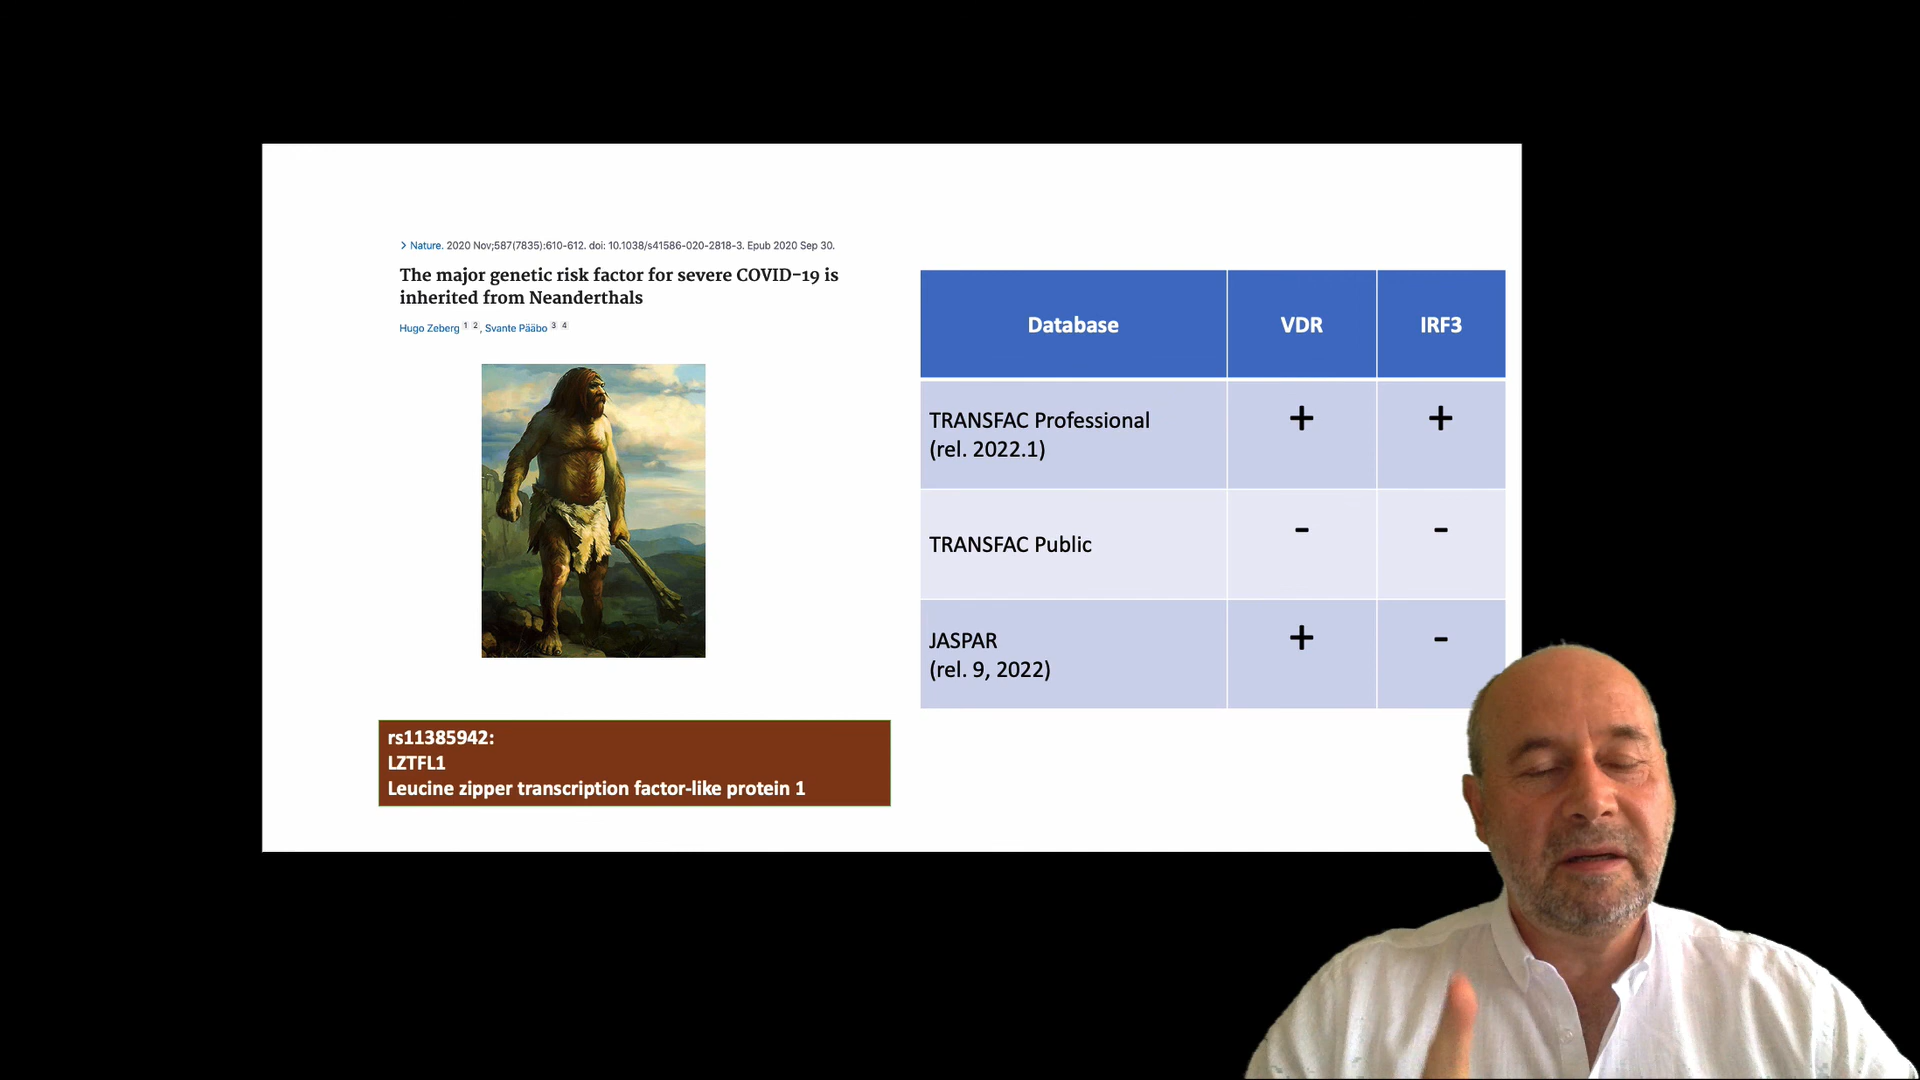 > Nature. 2020 Nov;587(7835):610-612. doi: 10.1038/s41586-020-2818-3. Epub 2020 Sep 30.
The major genetic risk factor for severe COVID-19 is
inherited from Neanderthals
Hugo Zeberg 1 2, Svante Pääbo 3 4
Database VDR IRF3
TRANSFAC Professional + +
(rel. 2022.1)
TRANSFAC Public - -
JASPAR + -
(rel. 9, 2022)
rs11385942:
LZTFL1
Leucine zipper transcription factor-like protein 1